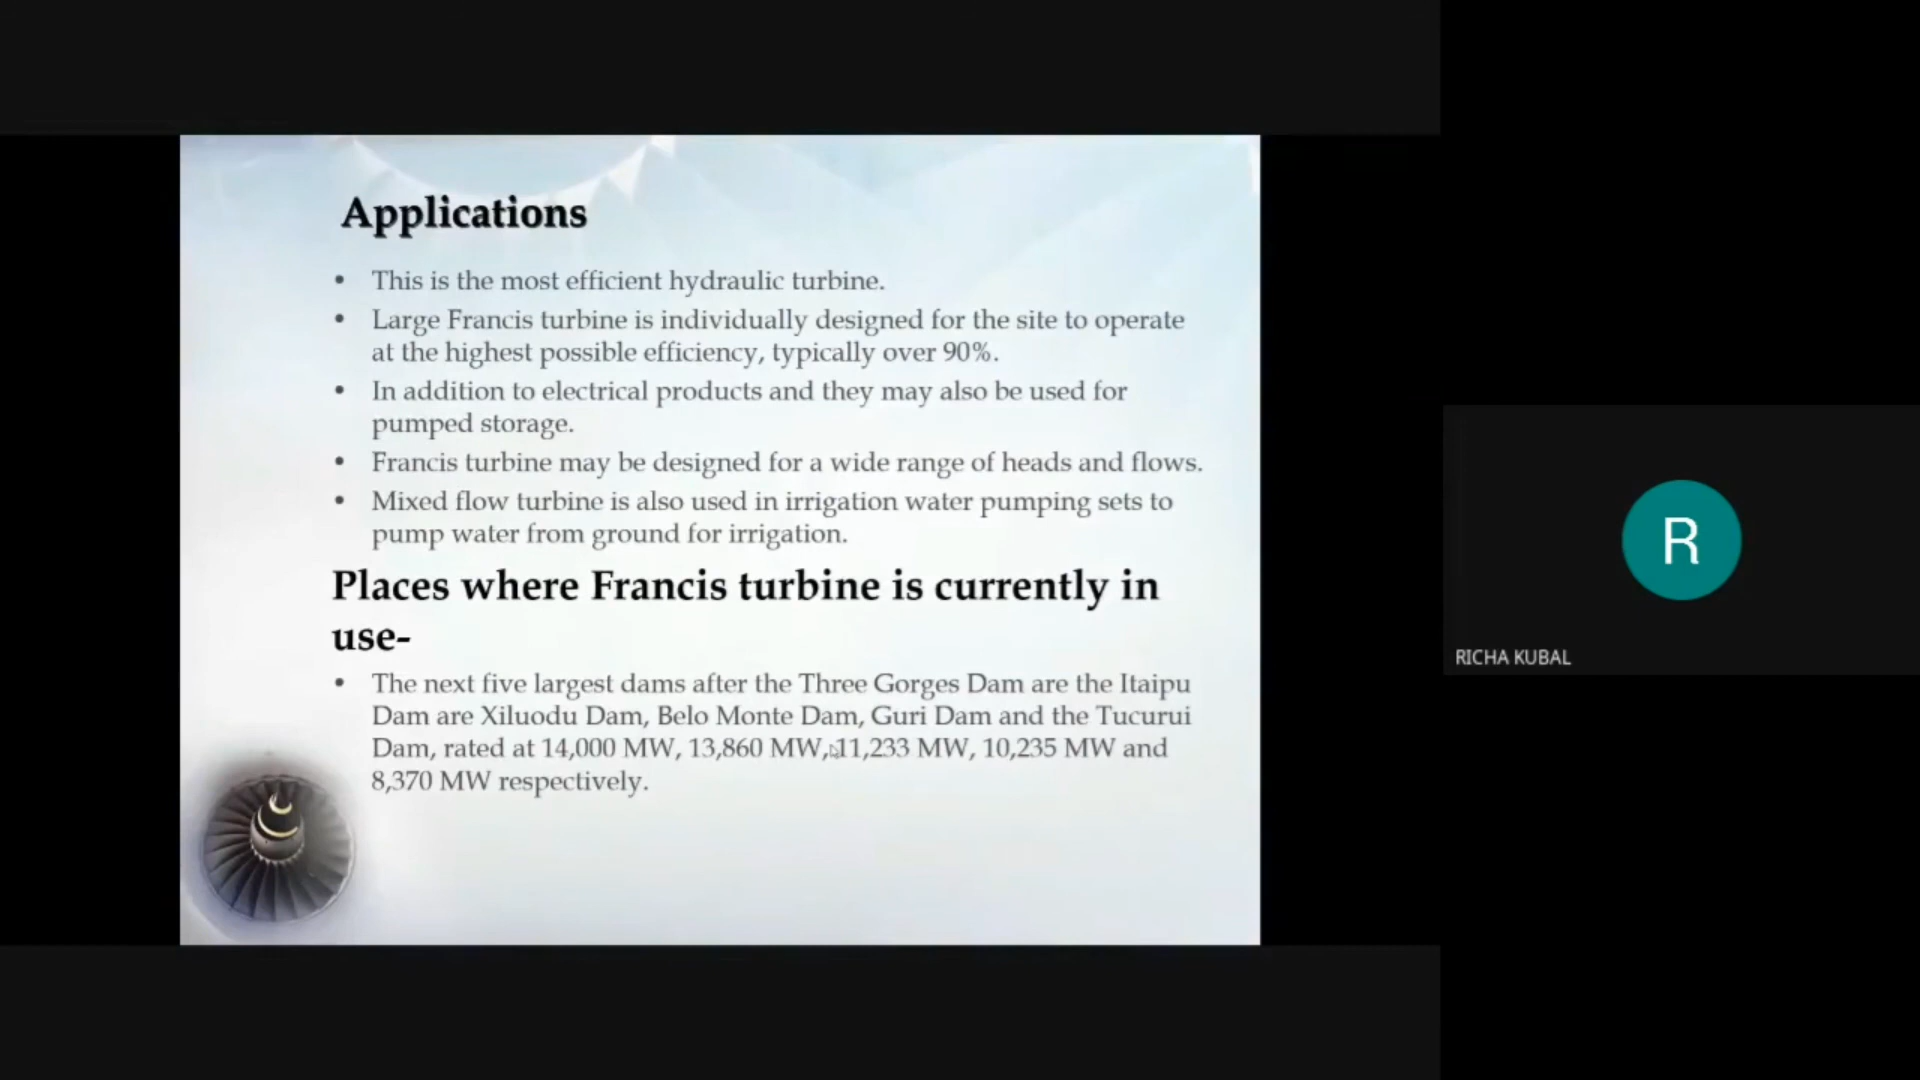 Applications
• This is the most efficient hydraulic turbine.
• Large Francis turbine is individually designed for the site to operate
at the highest possible efficiency, typically over 90%.
• In addition to electrical products and they may also be used for
pumped storage.
• Francis turbine may be designed for a wide range of heads and flows.
• Mixed flow turbine is also used in irrigation water pumping sets to
pump water from ground for irrigation.
Places where Francis turbine is currently in
use-
• The next five largest dams after the Three Gorges Dam are the Itaipu
Dam are Xiluodu Dam, Belo Monte Dam, Guri Dam and the Tucurui
Dam, rated at 14,000 MW, 13,860 MW, 11,233 MW, 10,235 MW and
8,370 MW respectively.
R
RICHA KUBAL